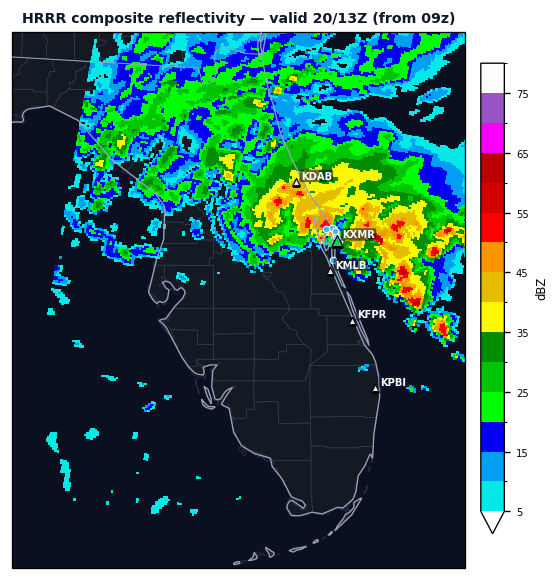 HRRR composite reflectivity — valid 20/13Z (from 09z)
KDAB
KXMR
KMLB
KFPR
KPBI
75
65
55
45
35
25
15
5
dBZ